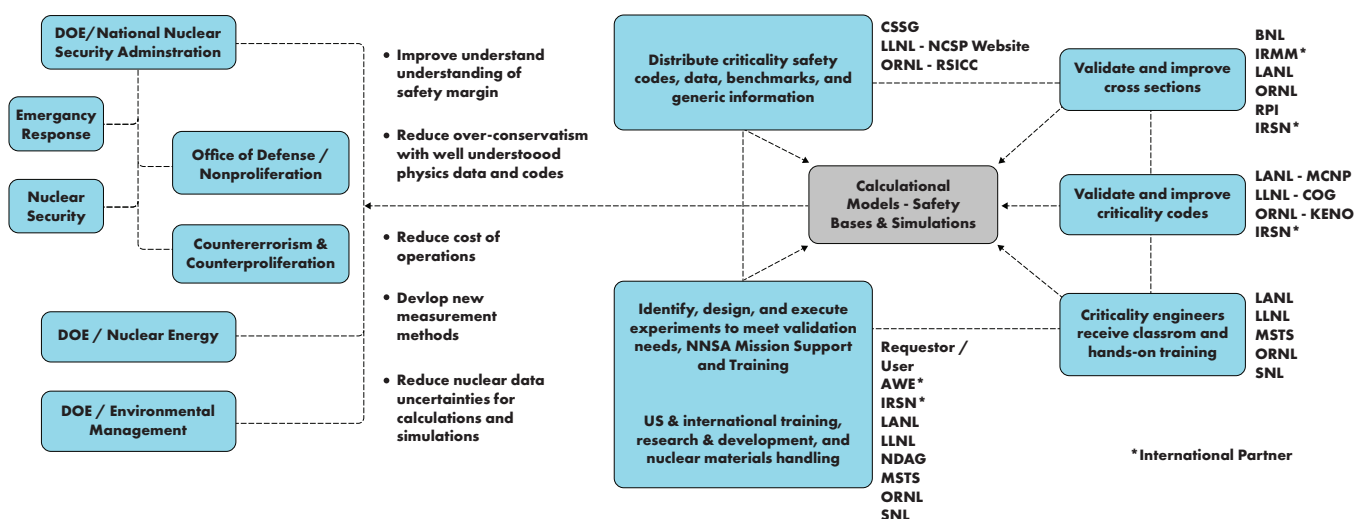 DOE/National Nuclear
Security Adminstration
Emergancy
Response
Office of Defense /
Nonproliferation
Nuclear
Security
Countererrorism &
Counterproliferation
DOE / Nuclear Energy
DOE / Environmental
Management
• Improve understand
understanding of
safety margin
• Reduce over-conservatism
with well understoood
physics data and codes
• Reduce cost of
operations
• Devlop new
measurement
methods
• Reduce nuclear data
uncertainties for
calculations and
simulations
Distribute criticality safety
codes, data, benchmarks, and
generic information
CSSG
LLNL - NCSP Website
ORNL - RSICC
Validate and improve
cross sections
BNL
IRMM*
LANL
ORNL
RPI
IRSN*
Calculational
Models - Safety
Bases & Simulations
Validate and improve
criticality codes
LANL - MCNP
LLNL - COG
ORNL - KENO
IRSN*
Identify, design, and execute
experiments to meet validation
needs, NNSA Mission Support
and Training
US & international training,
research & development, and
nuclear materials handling
Requestor /
User
AWE*
IRSN*
LANL
LLNL
NDAG
MSTS
ORNL
SNL
Criticality engineers
receive classrom and
hands-on training
LANL
LLNL
MSTS
ORNL
SNL
*International Partner